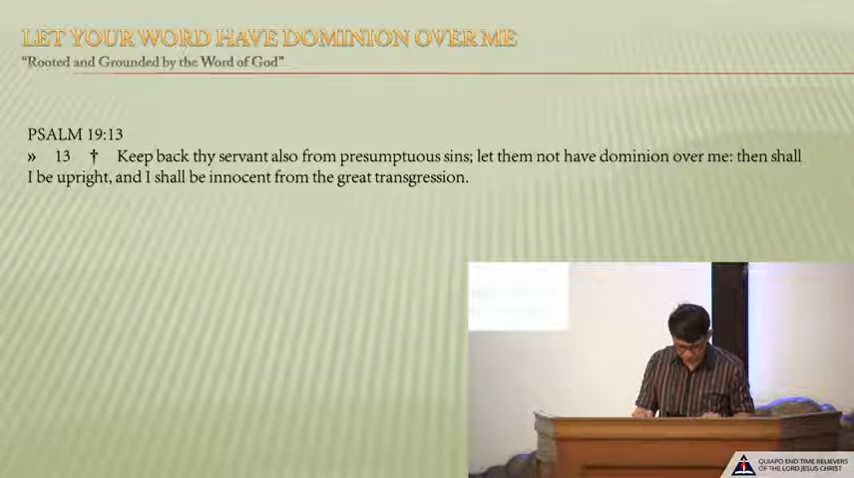 LET YOUR WORD HAVE DOMINION OVER ME
"Rooted and Grounded by the Word of God"
PSALM 19:13
» 13 † Keep back thy servant also from presumptuous sins; let them not have dominion over me: then shall
I be upright, and I shall be innocent from the great transgression.
QUIAPO END TIME BELIEVERS
OF THE LORD JESUS CHRIST